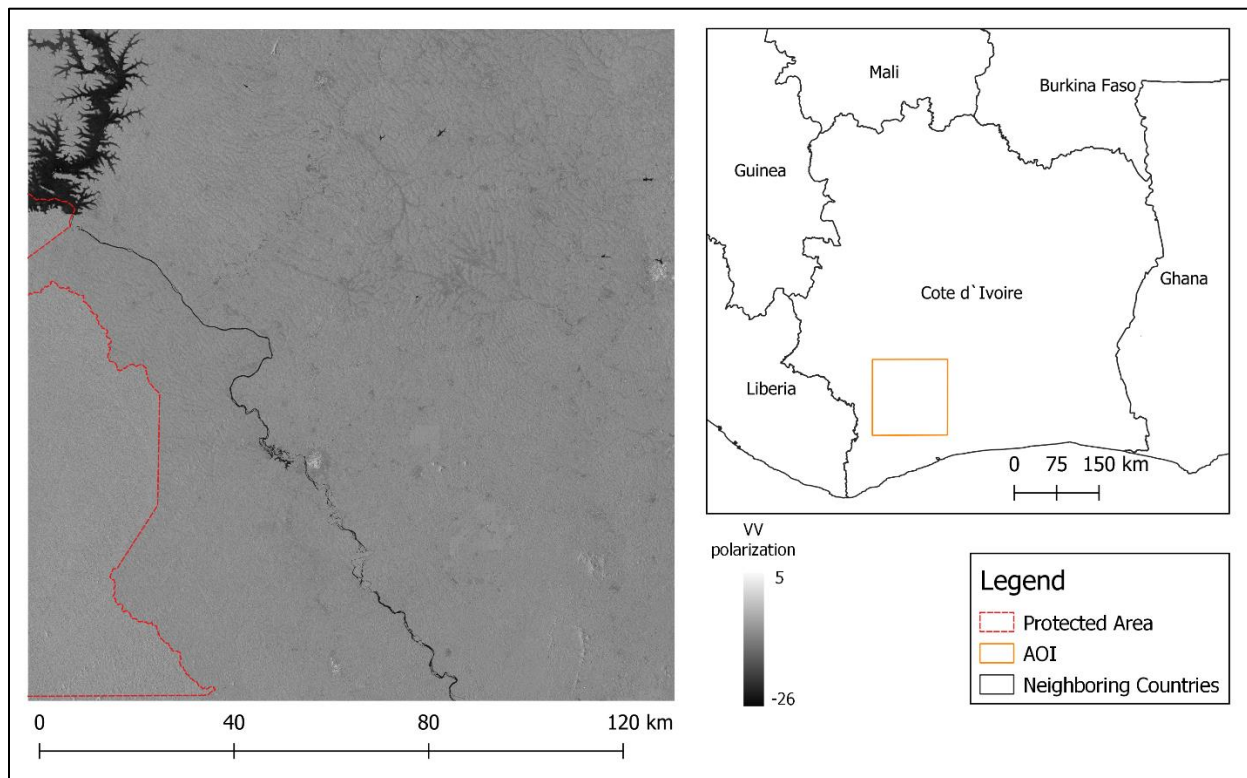 Mali
Burkina Faso
Guinea
Cote d`Ivoire
Ghana
Liberia
0 75 150 km
VV
polarization
5
-26
Legend
Protected Area
AOI
Neighboring Countries
0 40 80 120 km